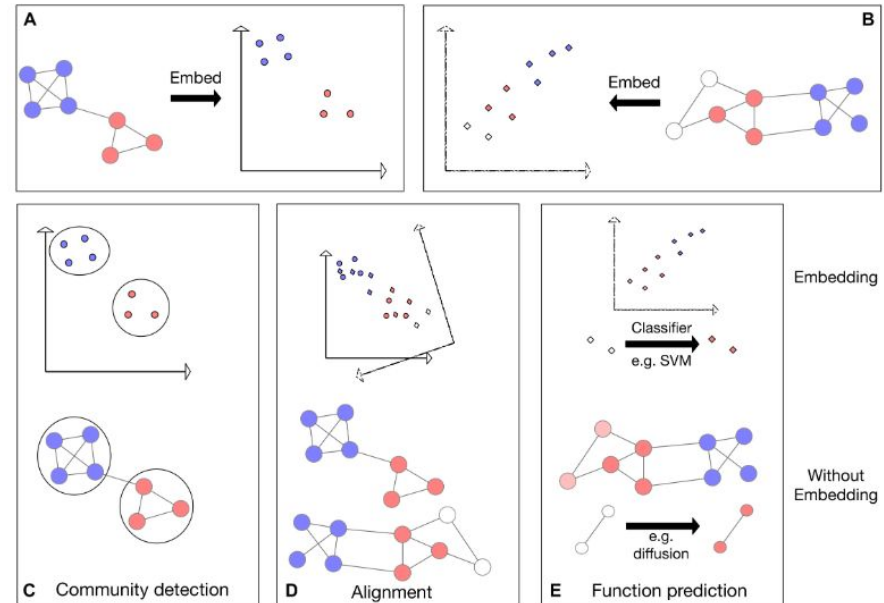 A
Embed
B
Embed
Embedding
Classifier
e.g. SVM
Without
Embedding
e.g.
diffusion
C Community detection
D Alignment
E Function prediction